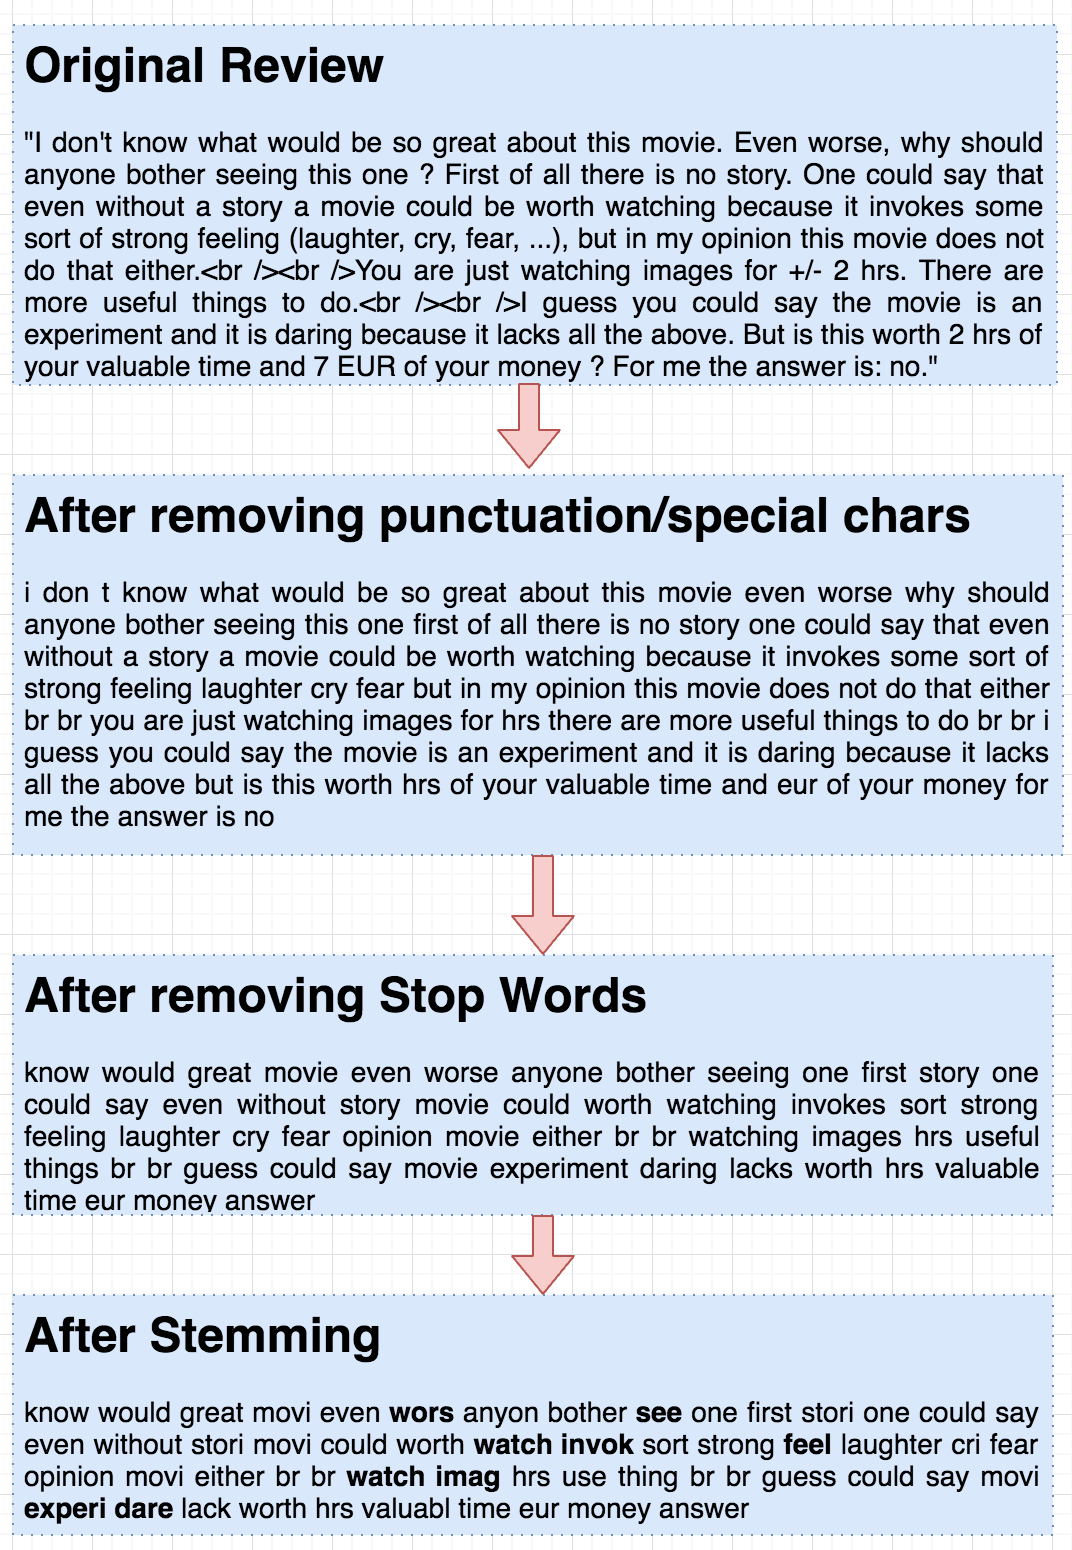 Original Review
"I don't know what would be so great about this movie. Even worse, why should
anyone bother seeing this one ? First of all there is no story. One could say that
even without a story a movie could be worth watching because it invokes some
sort of strong feeling (laughter, cry, fear, ...), but in my opinion this movie does not
do that either.<br /><br />You are just watching images for +/- 2 hrs. There are
more useful things to do.<br /><br />I guess you could say the movie is an
experiment and it is daring because it lacks all the above. But is this worth 2 hrs of
your valuable time and 7 EUR of your money ? For me the answer is: no."
After removing punctuation/special chars
i don t know what would be so great about this movie even worse why should
anyone bother seeing this one first of all there is no story one could say that even
without a story a movie could be worth watching because it invokes some sort of
strong feeling laughter cry fear but in my opinion this movie does not do that either
br br you are just watching images for hrs there are more useful things to do br br i
guess you could say the movie is an experiment and it is daring because it lacks
all the above but is this worth hrs of your valuable time and eur of your money for
me the answer is no
After removing Stop Words
know would great movie even worse anyone bother seeing one first story one
could say even without story movie could worth watching invokes sort strong
feeling laughter cry fear opinion movie either br br watching images hrs useful
things br br guess could say movie experiment daring lacks worth hrs valuable
time eur money answer
After Stemming
know would great movi even wors anyon bother see one first stori one could say
even without stori movi could worth watch invok sort strong feel laughter cri fear
opinion movi either br br watch imag hrs use thing br br guess could say movi
experi dare lack worth hrs valuabl time eur money answer